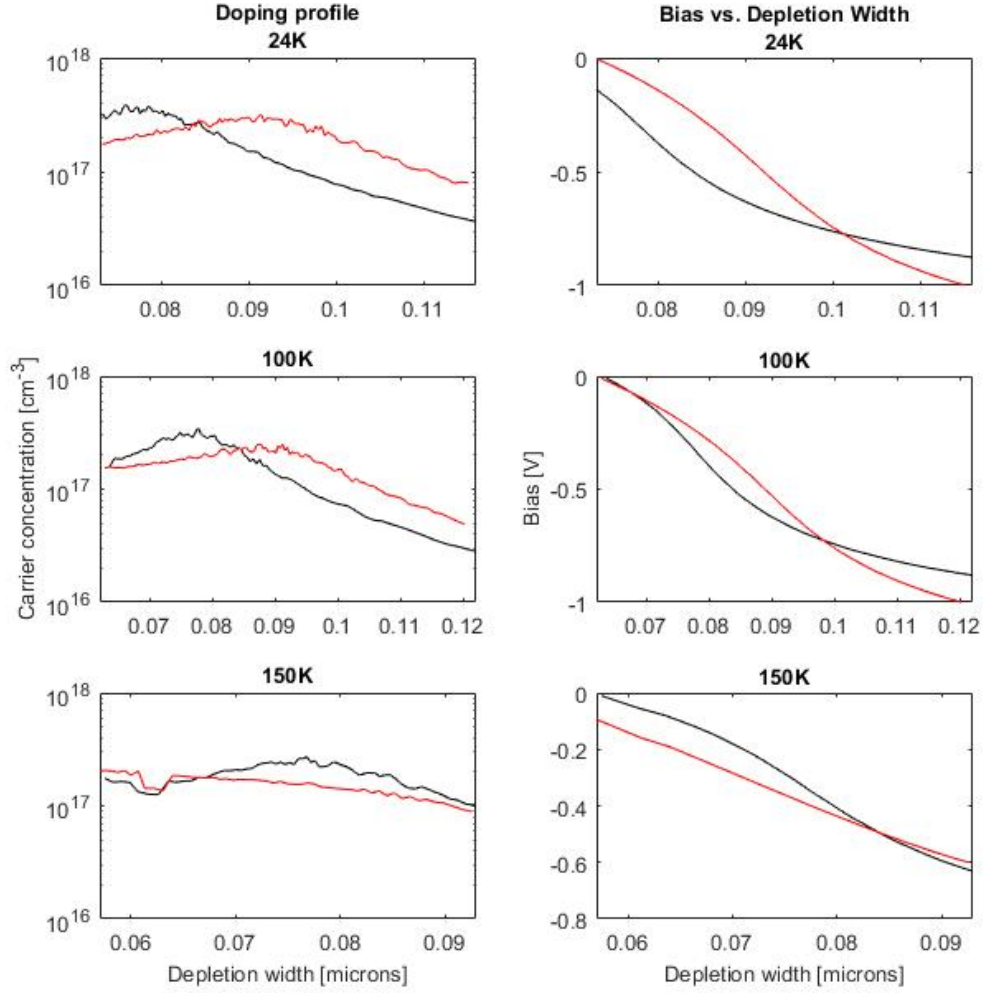 Doping profile
24K
10^18
10^17
10^16
0.08 0.09 0.1 0.11
Bias vs. Depletion Width
24K
0
-0.5
-1
0.08 0.09 0.1 0.11
Carrier concentration [cm^-3]
100K
10^18
10^17
10^16
0.07 0.08 0.09 0.1 0.11 0.12
Bias [V]
100K
0
-0.5
-1
0.07 0.08 0.09 0.1 0.11 0.12
150K
10^18
10^17
10^16
0.06 0.07 0.08 0.09
Depletion width [microns]
150K
0
-0.2
-0.4
-0.6
-0.8
0.06 0.07 0.08 0.09
Depletion width [microns]